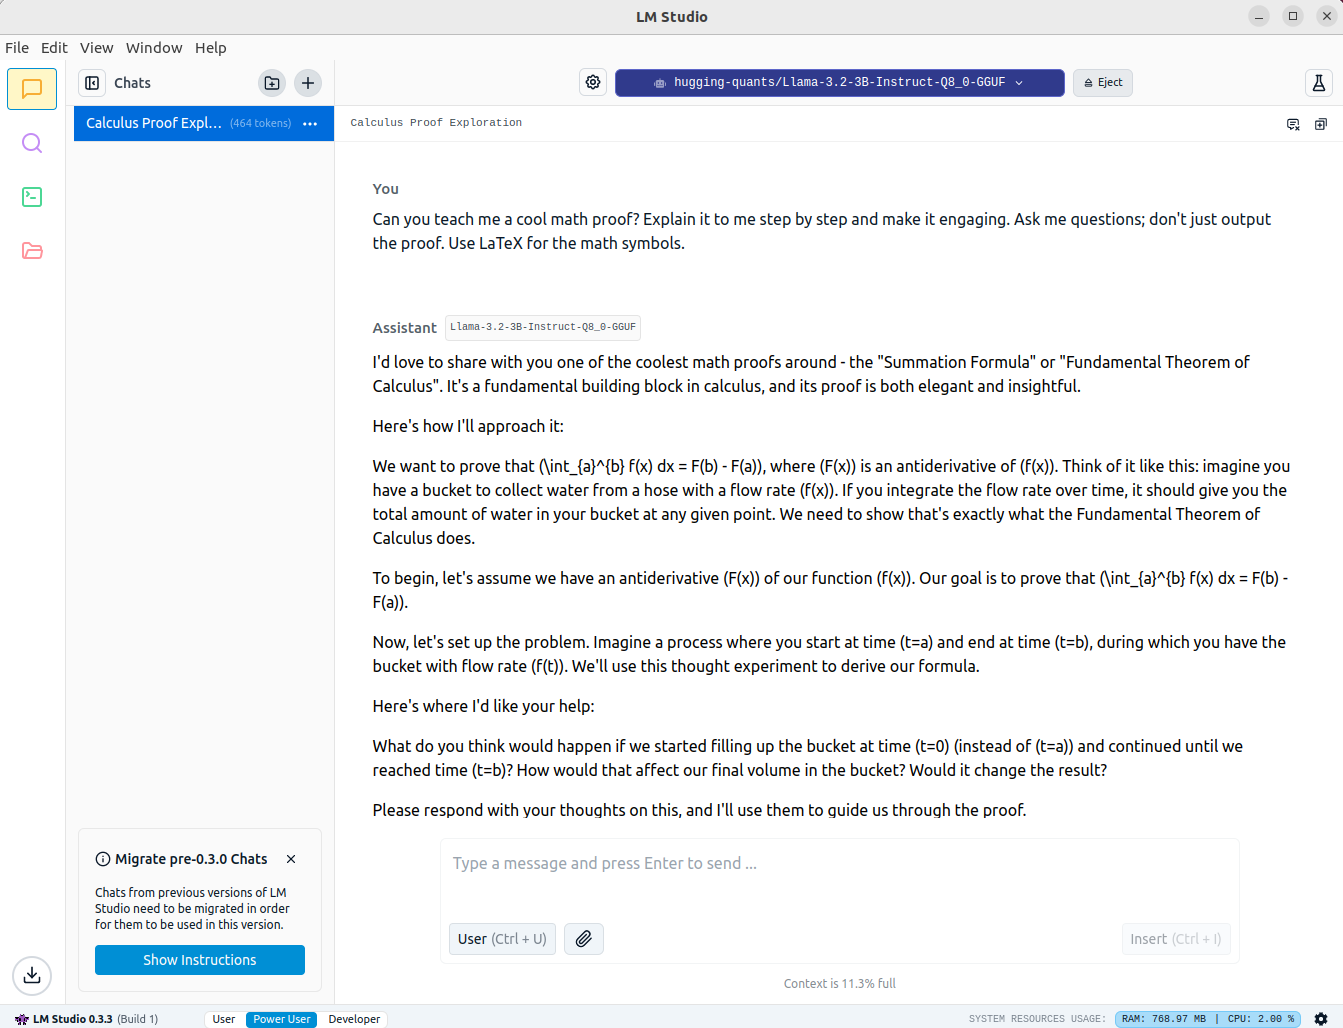 LM Studio
File Edit View Window Help
Chats
hugging-quants/Llama-3.2-3B-Instruct-Q8_0-GGUF
Eject
Calculus Proof Expl... (464 tokens)
Calculus Proof Exploration
You
Can you teach me a cool math proof? Explain it to me step by step and make it engaging. Ask me questions; don't just output
the proof. Use LaTeX for the math symbols.
Assistant Llama-3.2-3B-Instruct-Q8_0-GGUF
I'd love to share with you one of the coolest math proofs around - the "Summation Formula" or "Fundamental Theorem of
Calculus". It's a fundamental building block in calculus, and its proof is both elegant and insightful.
Here's how I'll approach it:
We want to prove that (\int_{a}^{b} f(x) dx = F(b) - F(a)), where (F(x)) is an antiderivative of (f(x)). Think of it like this: imagine you
have a bucket to collect water from a hose with a flow rate (f(x)). If you integrate the flow rate over time, it should give you the
total amount of water in your bucket at any given point. We need to show that's exactly what the Fundamental Theorem of
Calculus does.
To begin, let's assume we have an antiderivative (F(x)) of our function (f(x)). Our goal is to prove that (\int_{a}^{b} f(x) dx = F(b) -
F(a)).
Now, let's set up the problem. Imagine a process where you start at time (t=a) and end at time (t=b), during which you have the
bucket with flow rate (f(t)). We'll use this thought experiment to derive our formula.
Here's where I'd like your help:
What do you think would happen if we started filling up the bucket at time (t=0) (instead of (t=a)) and continued until we
reached time (t=b)? How would that affect our final volume in the bucket? Would it change the result?
Please respond with your thoughts on this, and I'll use them to guide us through the proof.
Migrate pre-0.3.0 Chats
Chats from previous versions of LM
Studio need to be migrated in order
for them to be used in this version.
Show Instructions
Type a message and press Enter to send ...
User (Ctrl + U)
Insert (Ctrl + I)
Context is 11.3% full
LM Studio 0.3.3 (Build 1)
User Power User Developer
SYSTEM RESOURCES USAGE: RAM: 768.97 MB | CPU: 2.00 %